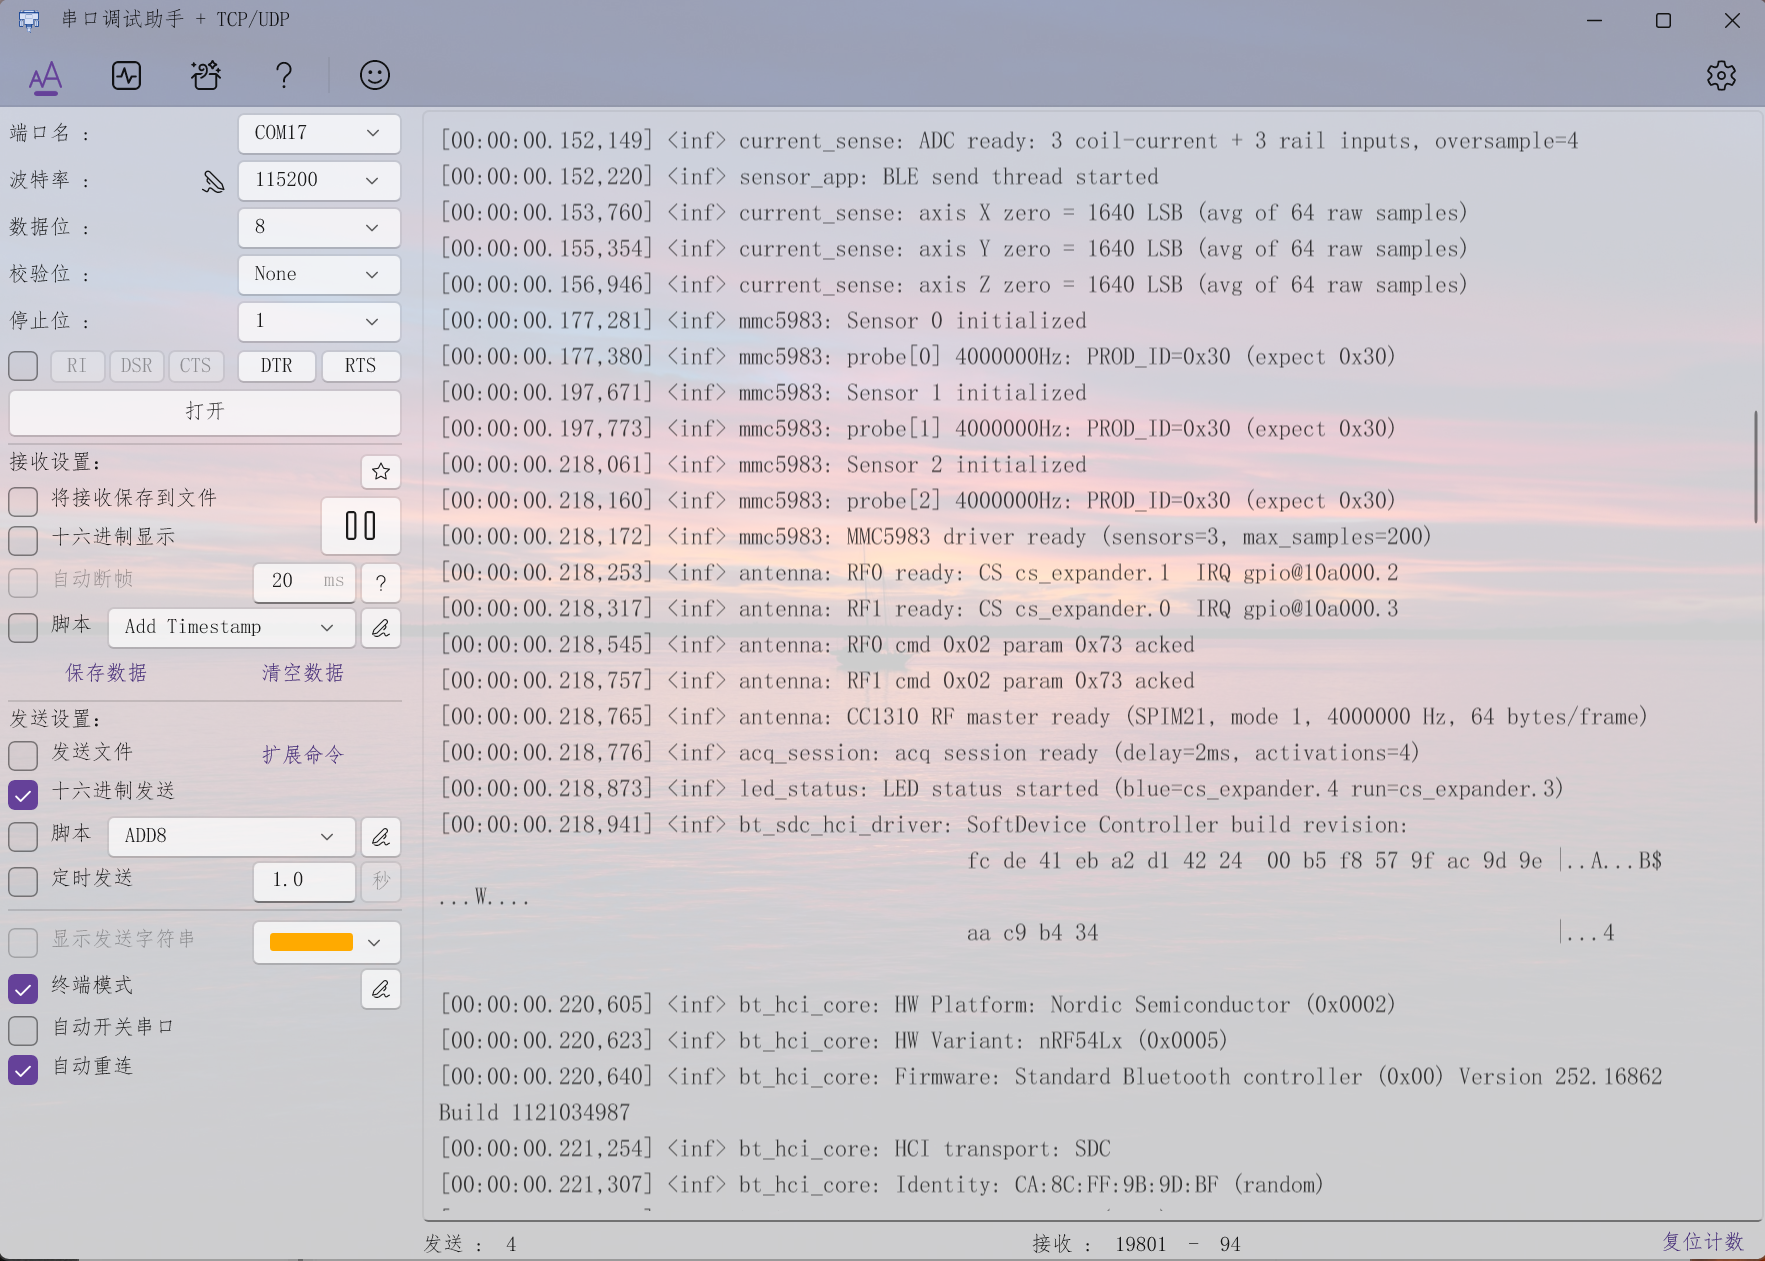 串口调试助手 + TCP/UDP
端口名 : COM17
波特率 : 115200
数据位 : 8
校验位 : None
停止位 : 1
RI DSR CTS DTR RTS
打开
接收设置:
将接收保存到文件
十六进制显示
自动断帧 20 ms ?
脚本 Add Timestamp
保存数据 清空数据
发送设置:
发送文件 扩展命令
十六进制发送
脚本 ADD8
定时发送 1.0 秒
显示发送字符串
终端模式
自动开关串口
自动重连
[00:00:00.152,149] <inf> current_sense: ADC ready: 3 coil-current + 3 rail inputs, oversample=4
[00:00:00.152,220] <inf> sensor_app: BLE send thread started
[00:00:00.153,760] <inf> current_sense: axis X zero = 1640 LSB (avg of 64 raw samples)
[00:00:00.155,354] <inf> current_sense: axis Y zero = 1640 LSB (avg of 64 raw samples)
[00:00:00.156,946] <inf> current_sense: axis Z zero = 1640 LSB (avg of 64 raw samples)
[00:00:00.177,281] <inf> mmc5983: Sensor 0 initialized
[00:00:00.177,380] <inf> mmc5983: probe[0] 4000000Hz: PROD_ID=0x30 (expect 0x30)
[00:00:00.197,671] <inf> mmc5983: Sensor 1 initialized
[00:00:00.197,773] <inf> mmc5983: probe[1] 4000000Hz: PROD_ID=0x30 (expect 0x30)
[00:00:00.218,061] <inf> mmc5983: Sensor 2 initialized
[00:00:00.218,160] <inf> mmc5983: probe[2] 4000000Hz: PROD_ID=0x30 (expect 0x30)
[00:00:00.218,172] <inf> mmc5983: MMC5983 driver ready (sensors=3, max_samples=200)
[00:00:00.218,253] <inf> antenna: RF0 ready: CS cs_expander.1  IRQ gpio@10a000.2
[00:00:00.218,317] <inf> antenna: RF1 ready: CS cs_expander.0  IRQ gpio@10a000.3
[00:00:00.218,545] <inf> antenna: RF0 cmd 0x02 param 0x73 acked
[00:00:00.218,757] <inf> antenna: RF1 cmd 0x02 param 0x73 acked
[00:00:00.218,765] <inf> antenna: CC1310 RF master ready (SPIM21, mode 1, 4000000 Hz, 64 bytes/frame)
[00:00:00.218,776] <inf> acq_session: acq session ready (delay=2ms, activations=4)
[00:00:00.218,873] <inf> led_status: LED status started (blue=cs_expander.4 run=cs_expander.3)
[00:00:00.218,941] <inf> bt_sdc_hci_driver: SoftDevice Controller build revision:
fc de 41 eb a2 d1 42 24  00 b5 f8 57 9f ac 9d 9e |..A...B$
...W....
aa c9 b4 34 |...4
[00:00:00.220,605] <inf> bt_hci_core: HW Platform: Nordic Semiconductor (0x0002)
[00:00:00.220,623] <inf> bt_hci_core: HW Variant: nRF54Lx (0x0005)
[00:00:00.220,640] <inf> bt_hci_core: Firmware: Standard Bluetooth controller (0x00) Version 252.16862
Build 1121034987
[00:00:00.221,254] <inf> bt_hci_core: HCI transport: SDC
[00:00:00.221,307] <inf> bt_hci_core: Identity: CA:8C:FF:9B:9D:BF (random)
发送 : 4 接收 : 19801 - 94 复位计数